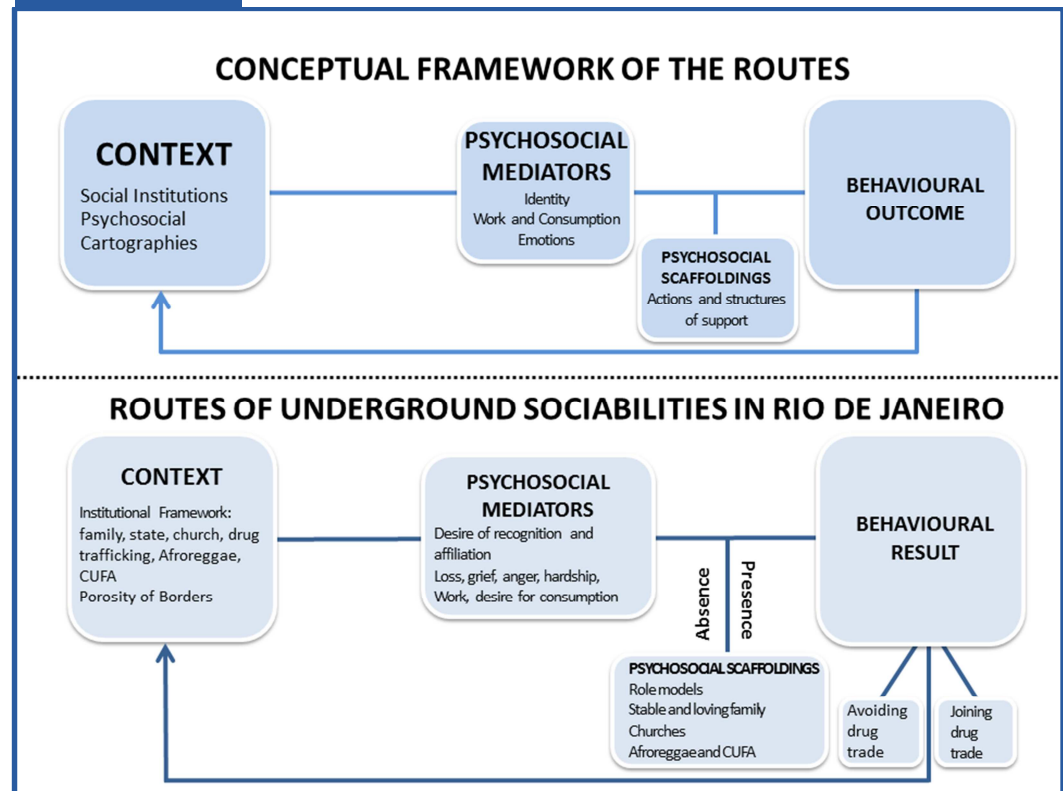 CONCEPTUAL FRAMEWORK OF THE ROUTES
CONTEXT
Social Institutions
Psychosocial
Cartographies
PSYCHOSOCIAL
MEDIATORS
Identity
Work and Consumption
Emotions
PSYCHOSOCIAL
SCAFFOLDINGS
Actions and structures
of support
BEHAVIOURAL
OUTCOME
ROUTES OF UNDERGROUND SOCIABILITIES IN RIO DE JANEIRO
CONTEXT
Institutional Framework:
family, state, church, drug
trafficking, Afroreggae,
CUFA
Porosity of Borders
PSYCHOSOCIAL
MEDIATORS
Desire of recognition and
affiliation
Loss, grief, anger, hardship,
Work, desire for consumption
Absence
Presence
PSYCHOSOCIAL SCAFFOLDINGS
Role models
Stable and loving family
Churches
Afroreggae and CUFA
BEHAVIOURAL
RESULT
Avoiding
drug
trade
Joining
drug
trade